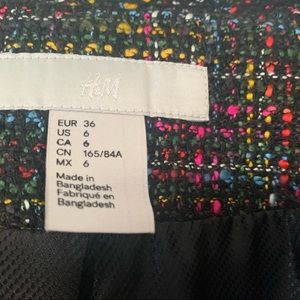 H&M
EUR 36
US 6
CA 6
CN 165/84A
MX 6
Made in
Bangladesh
Fabriqué en
Bangladesh